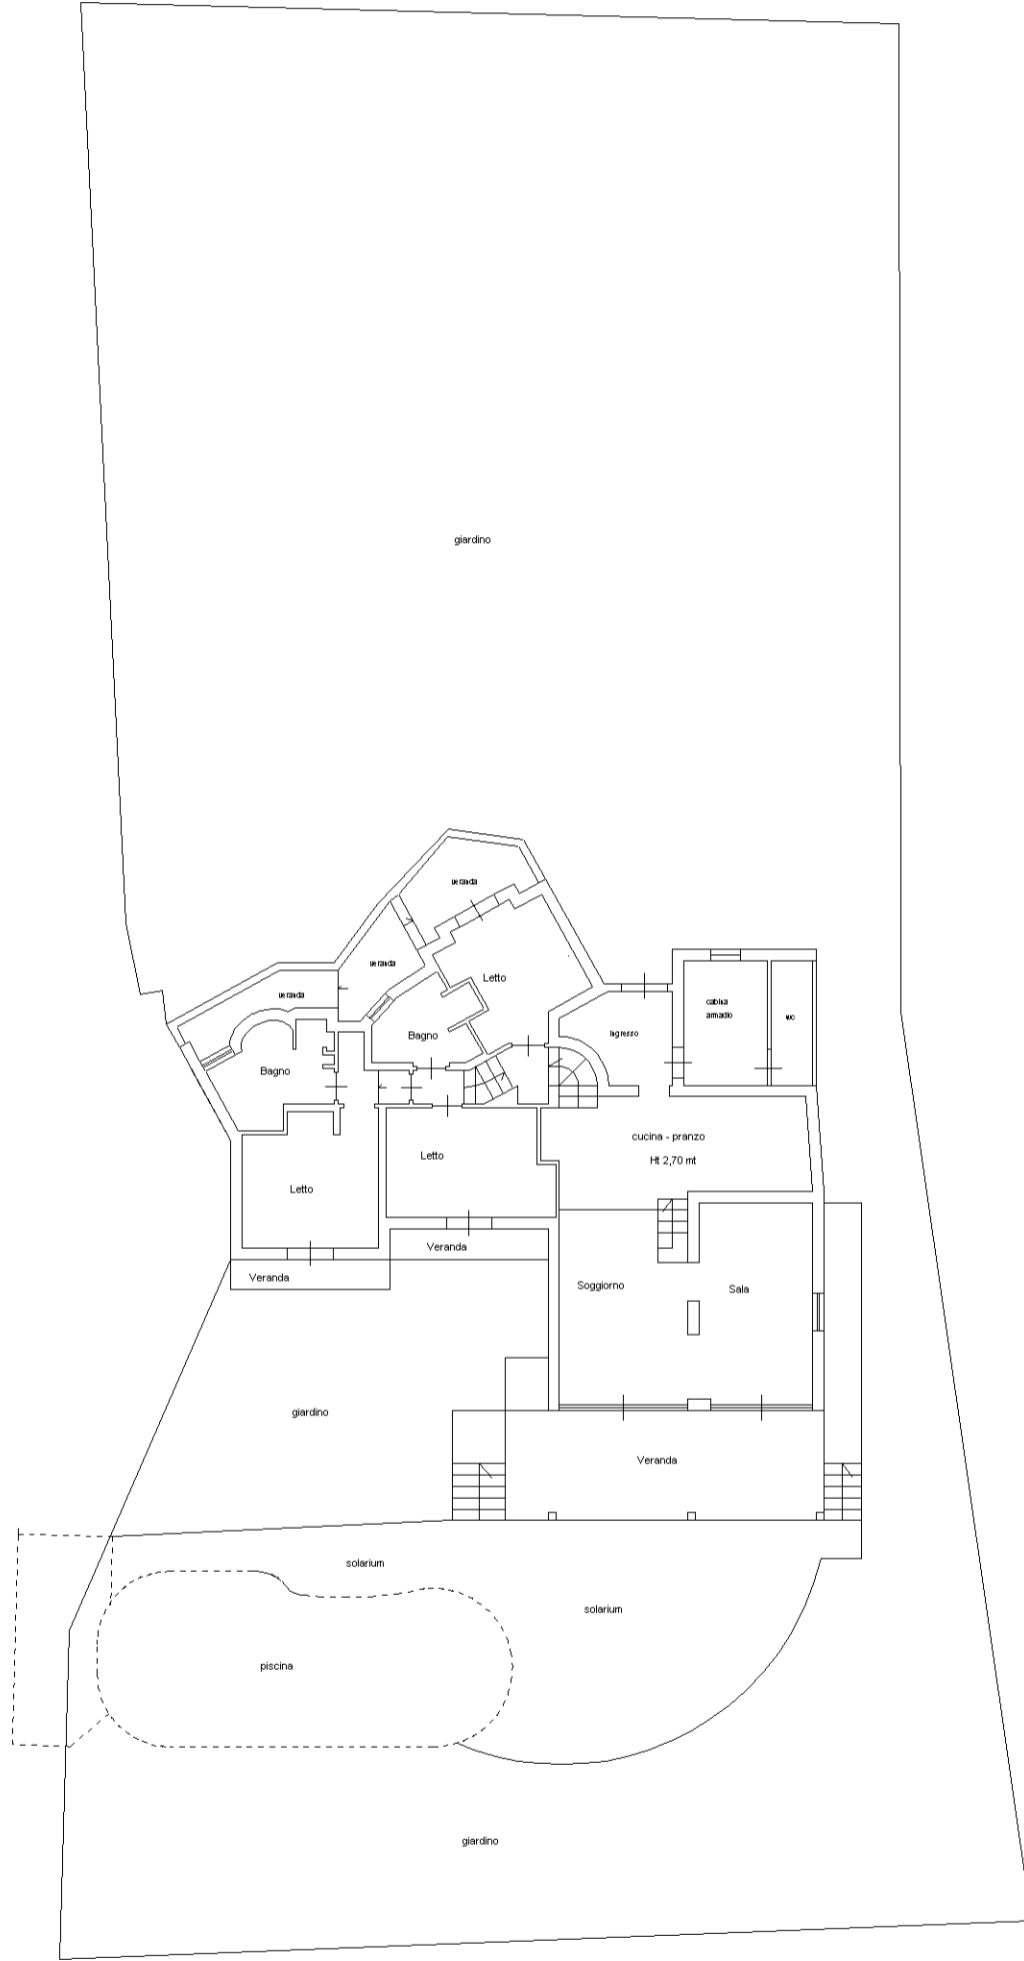 giardino
veranda
veranda
veranda
Letto
cabina
armadio
wc
Ingresso
Bagno
Bagno
cucina - pranzo
Letto
Ht 2,70 mt
Letto
Veranda
Veranda
Soggiorno
Sala
giardino
Veranda
solarium
solarium
piscina
giardino